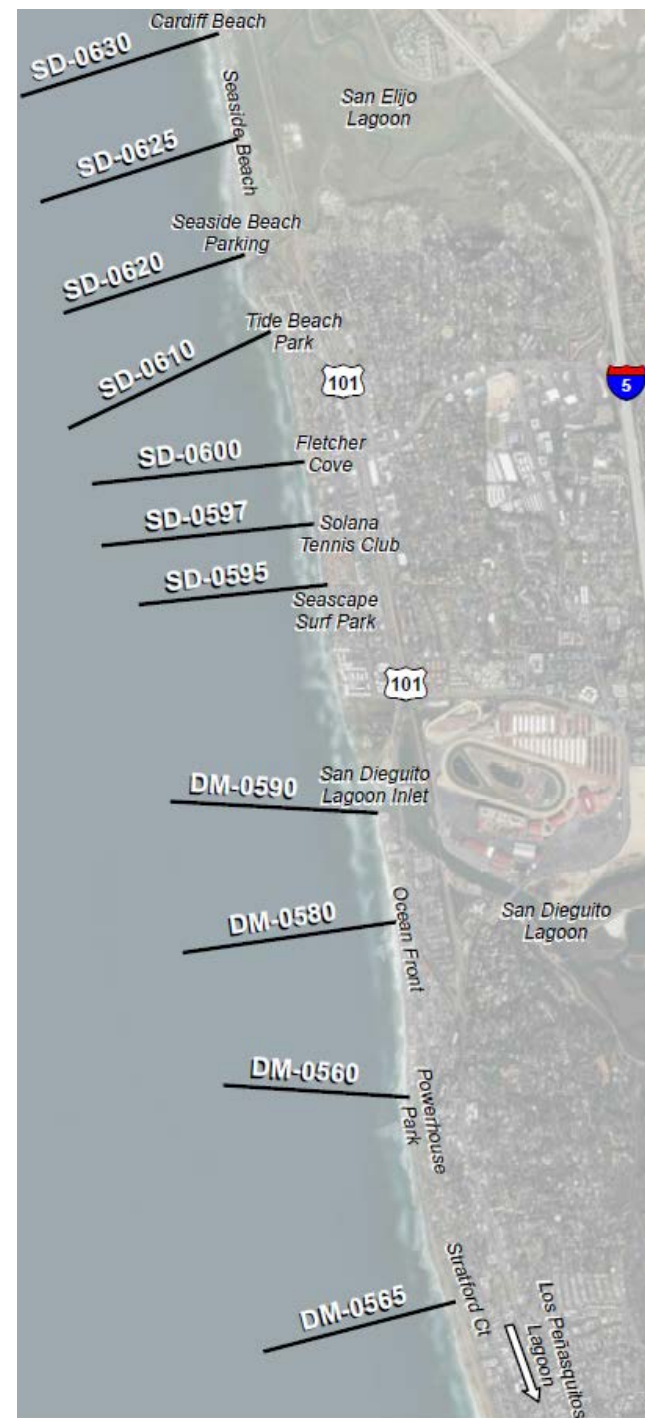 Cardiff Beach
SD-0630
Seaside Beach
San Elijo
Lagoon
SD-0625
Seaside Beach
Parking
SD-0620
Tide Beach
Park
SD-0610
101
5
Fletcher
Cove
SD-0600
Solana
Tennis Club
SD-0597
SD-0595
Seascape
Surf Park
101
San Dieguito
Lagoon Inlet
DM-0590
Ocean Front
DM-0580
San Dieguito
Lagoon
DM-0560
Powerhouse
Park
Stratford Ct
DM-0565
Los Peñasquitos
Lagoon